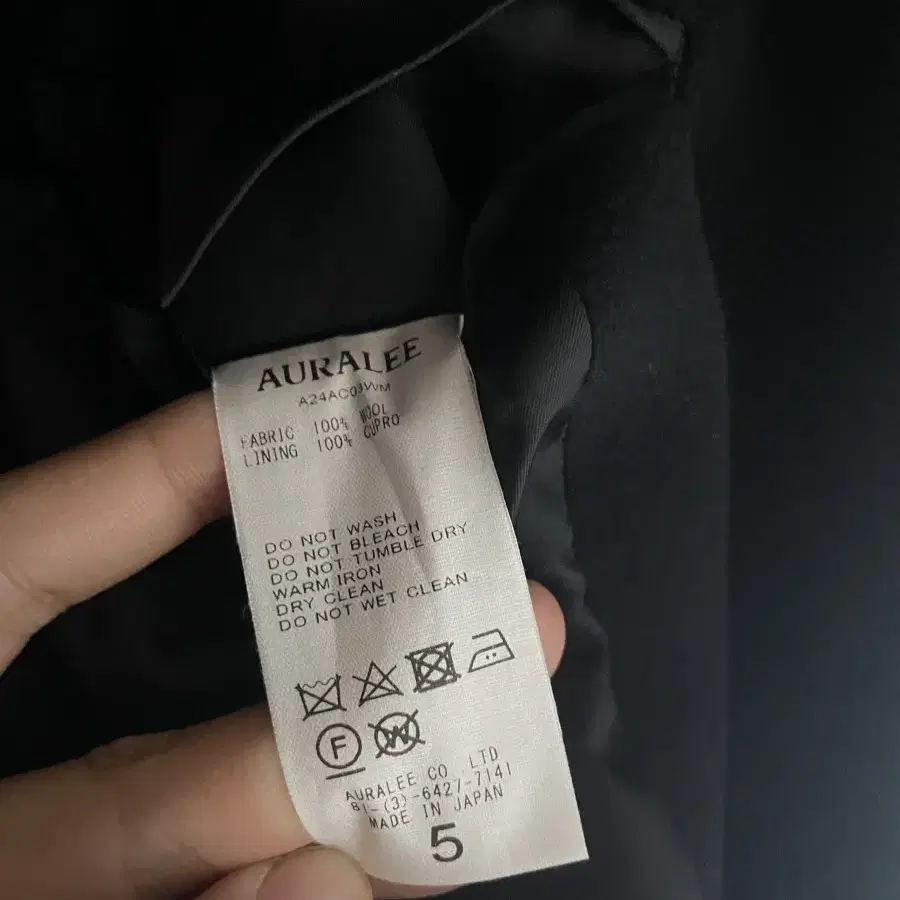 AURALEE
A24AC03WM
FABRIC 100% WOOL
LINING 100% CUPRO
DO NOT WASH
DO NOT BLEACH
DO NOT TUMBLE DRY
WARM IRON
DRY CLEAN
DO NOT WET CLEAN
F W
AURALEE CO LTD
81-(3)-6427-7141
MADE IN JAPAN
5